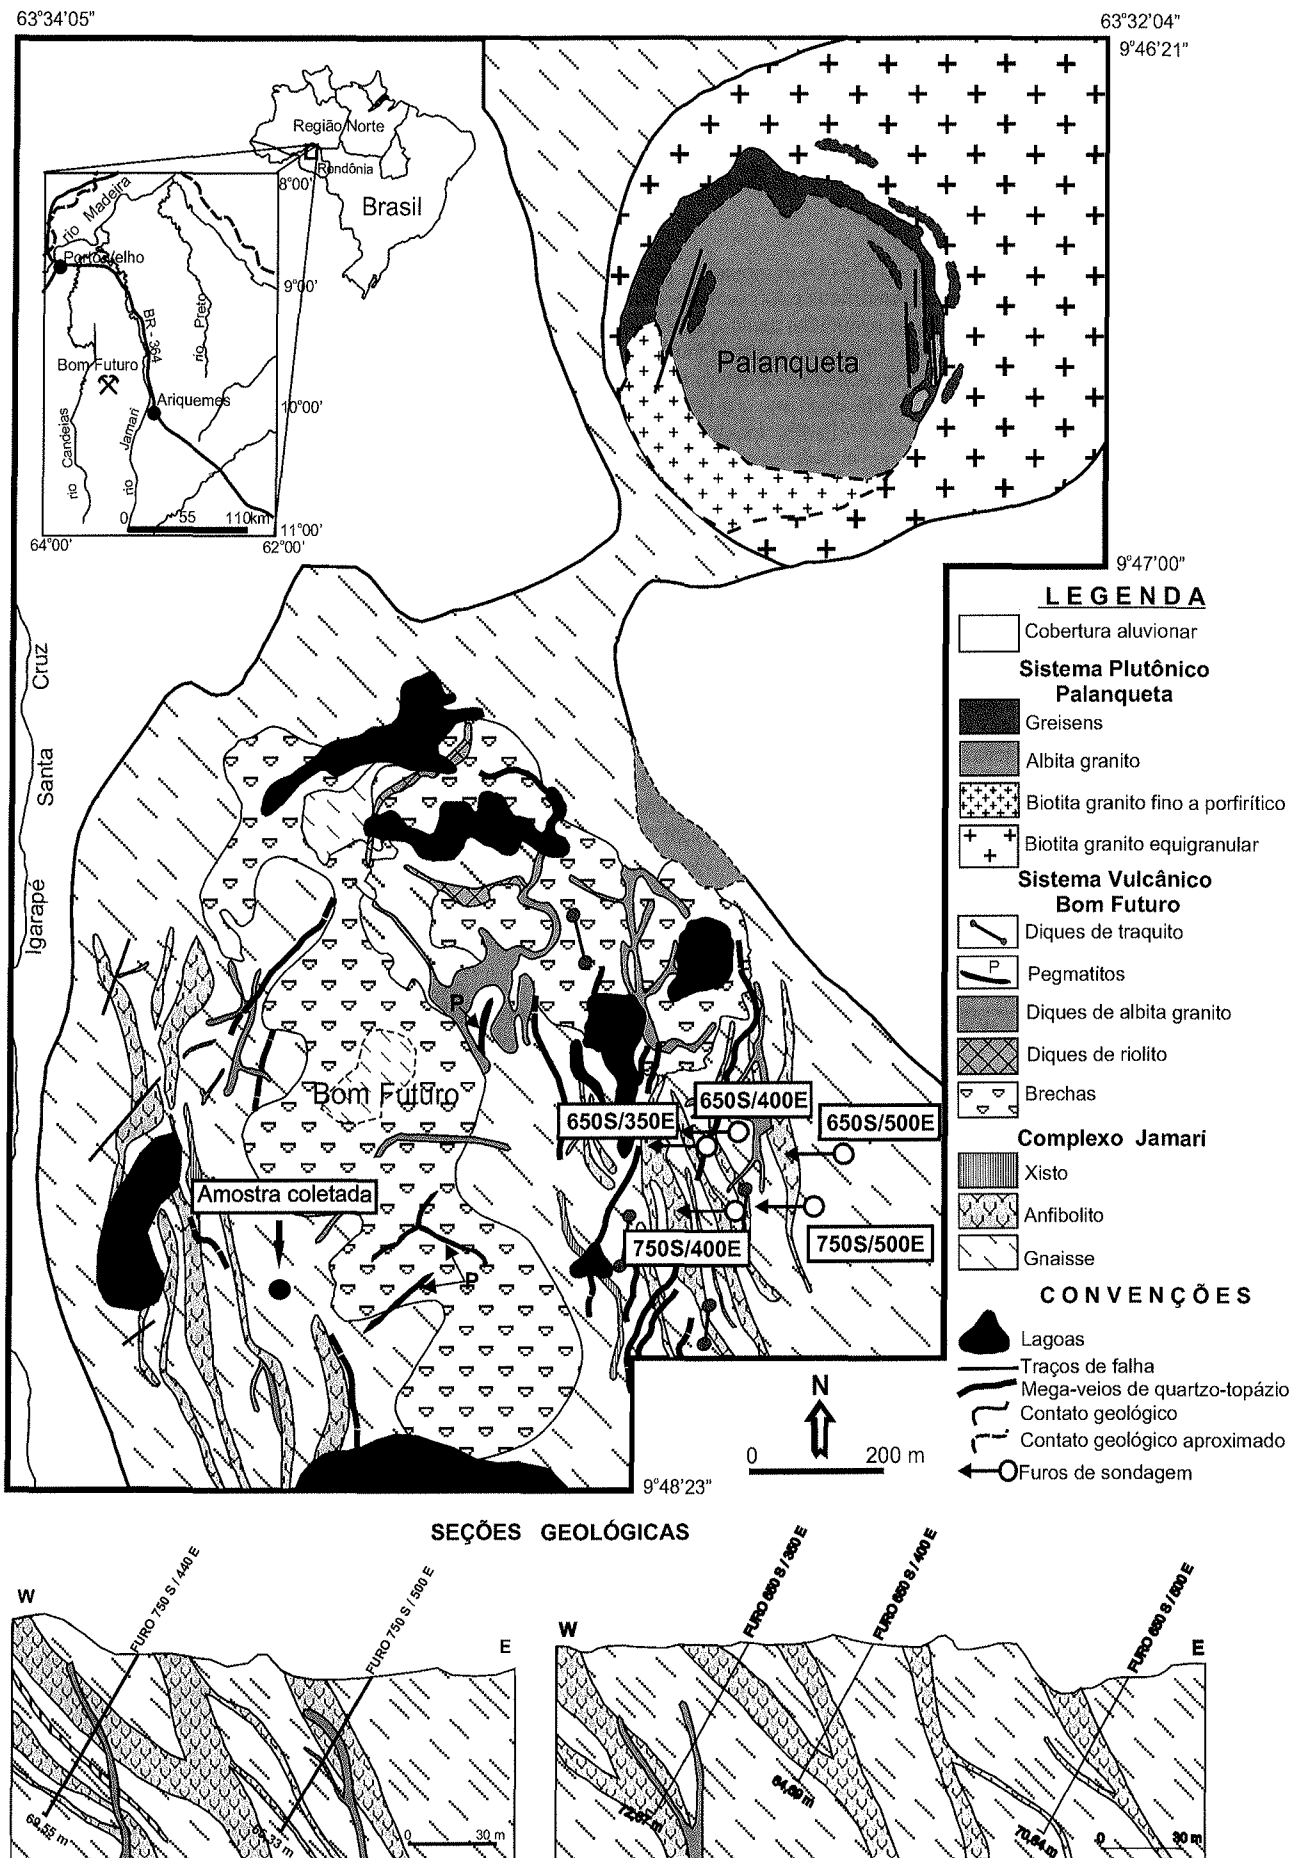 63°34'05"
63°32'04"
9°46'21"
Região Norte
Rondônia
Brasil
8°00'
rio Madeira
Porto Velho
9°00'
BR - 364
rio Preto
Bom Futuro
Ariquemes
10°00'
rio Candeias
rio Jamari
0 55 110km
11°00'
64°00'
62°00'
Palanqueta
9°47'00"
LEGENDA
Cobertura aluvionar
Sistema Plutônico
Palanqueta
Greisens
Albita granito
Biotita granito fino a porfirítico
Biotita granito equigranular
Sistema Vulcânico
Bom Futuro
Diques de traquito
P
Pegmatitos
Diques de albita granito
Diques de riolito
Brechas
Complexo Jamari
Xisto
Anfibolito
Gnaisse
CONVENÇÕES
Lagoas
Traços de falha
Mega-veios de quartzo-topázio
Contato geológico
Contato geológico aproximado
Furos de sondagem
Igarapé Santa Cruz
P
Bom Futuro
650S/350E
650S/400E
650S/500E
Amostra coletada
750S/400E
750S/500E
P
N
0 200 m
9°48'23"
SEÇÕES GEOLÓGICAS
W
FURO 750 S / 440 E
FURO 750 S / 500 E
E
69,55 m
0 30 m
W
FURO 650 S / 350 E
FURO 650 S / 400 E
FURO 650 S / 500 E
E
64,69 m
70,64 m
0 30 m